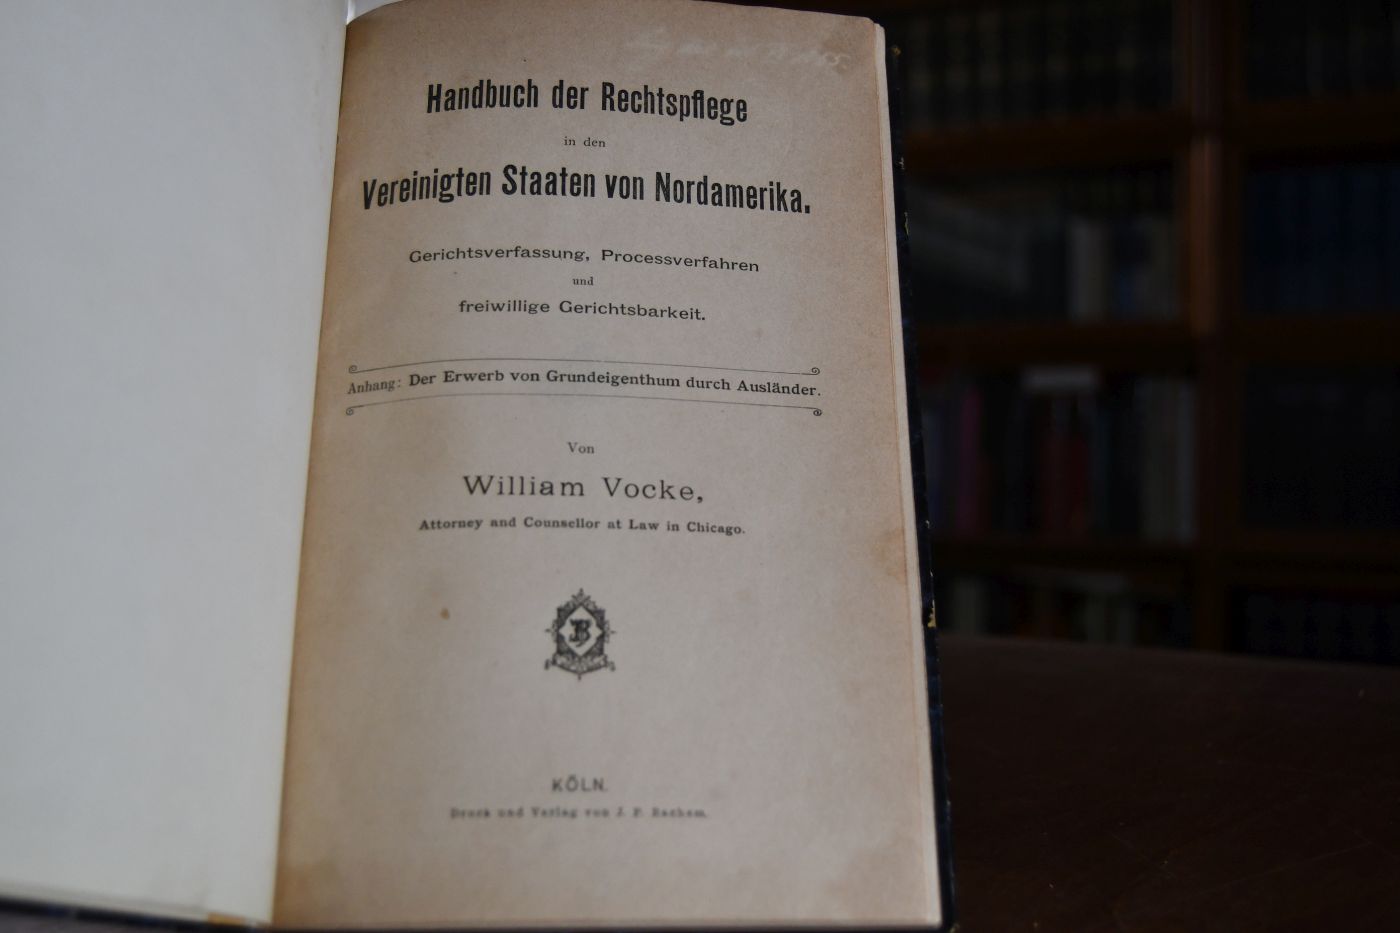 Handbuch der Rechtspflege
in den
Vereinigten Staaten von Nordamerika.
Gerichtsverfassung, Processverfahren
und
freiwillige Gerichtsbarkeit.
Anhang: Der Erwerb von Grundeigenthum durch Ausländer.
Von
William Vocke,
Attorney and Counsellor at Law in Chicago.
KÖLN.
Druck und Verlag von J. P. Bachem.